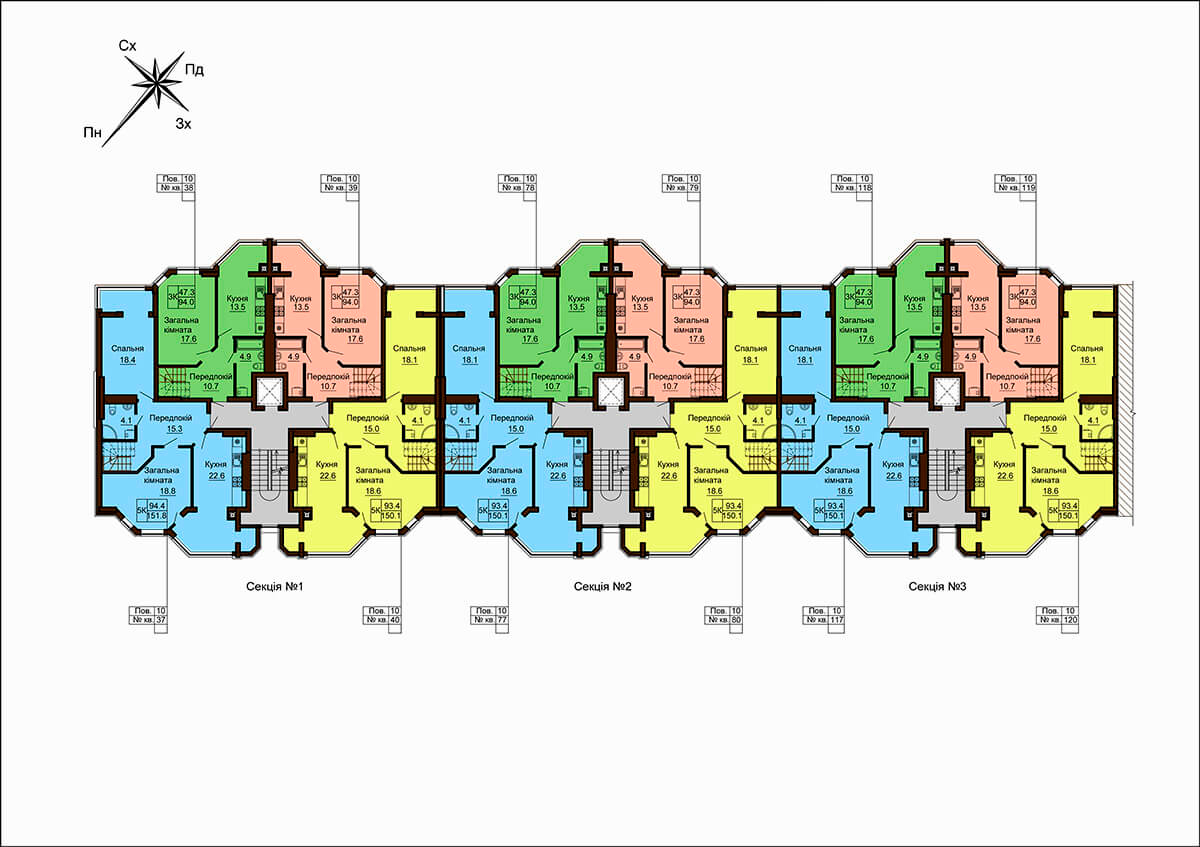 Сх
Пд
Пн
Зх
Пов. 10
№ кв. 38
Пов. 10
№ кв. 39
Пов. 10
№ кв. 78
Пов. 10
№ кв. 79
Пов. 10
№ кв. 118
Пов. 10
№ кв. 119
3К 47.3 94.0
Кухня
13.5
Загальна
кімната
17.6
4.9
Передпокій
10.7
3К 47.3 94.0
Кухня
13.5
Загальна
кімната
17.6
4.9
Передпокій
10.7
Спальня
18.4
4.1
Передпокій
15.3
Кухня
22.6
Загальна
кімната
18.8
5К 94.4 151.8
Спальня
18.1
4.1
Передпокій
15.0
Кухня
22.6
Загальна
кімната
18.6
5К 93.4 150.1
3К 47.3 94.0
Кухня
13.5
Загальна
кімната
17.6
4.9
Передпокій
10.7
3К 47.3 94.0
Кухня
13.5
Загальна
кімната
17.6
4.9
Передпокій
10.7
Спальня
18.1
4.1
Передпокій
15.0
Кухня
22.6
Загальна
кімната
18.6
5К 93.4 150.1
Спальня
18.1
4.1
Передпокій
15.0
Кухня
22.6
Загальна
кімната
18.6
5К 93.4 150.1
3К 47.3 94.0
Кухня
13.5
Загальна
кімната
17.6
4.9
Передпокій
10.7
3К 47.3 94.0
Кухня
13.5
Загальна
кімната
17.6
4.9
Передпокій
10.7
Спальня
18.1
4.1
Передпокій
15.0
Кухня
22.6
Загальна
кімната
18.6
5К 93.4 150.1
Спальня
18.1
4.1
Передпокій
15.0
Кухня
22.6
Загальна
кімната
18.6
5К 93.4 150.1
Секція №1
Секція №2
Секція №3
Пов. 10
№ кв. 37
Пов. 10
№ кв. 40
Пов. 10
№ кв. 77
Пов. 10
№ кв. 80
Пов. 10
№ кв. 117
Пов. 10
№ кв. 120